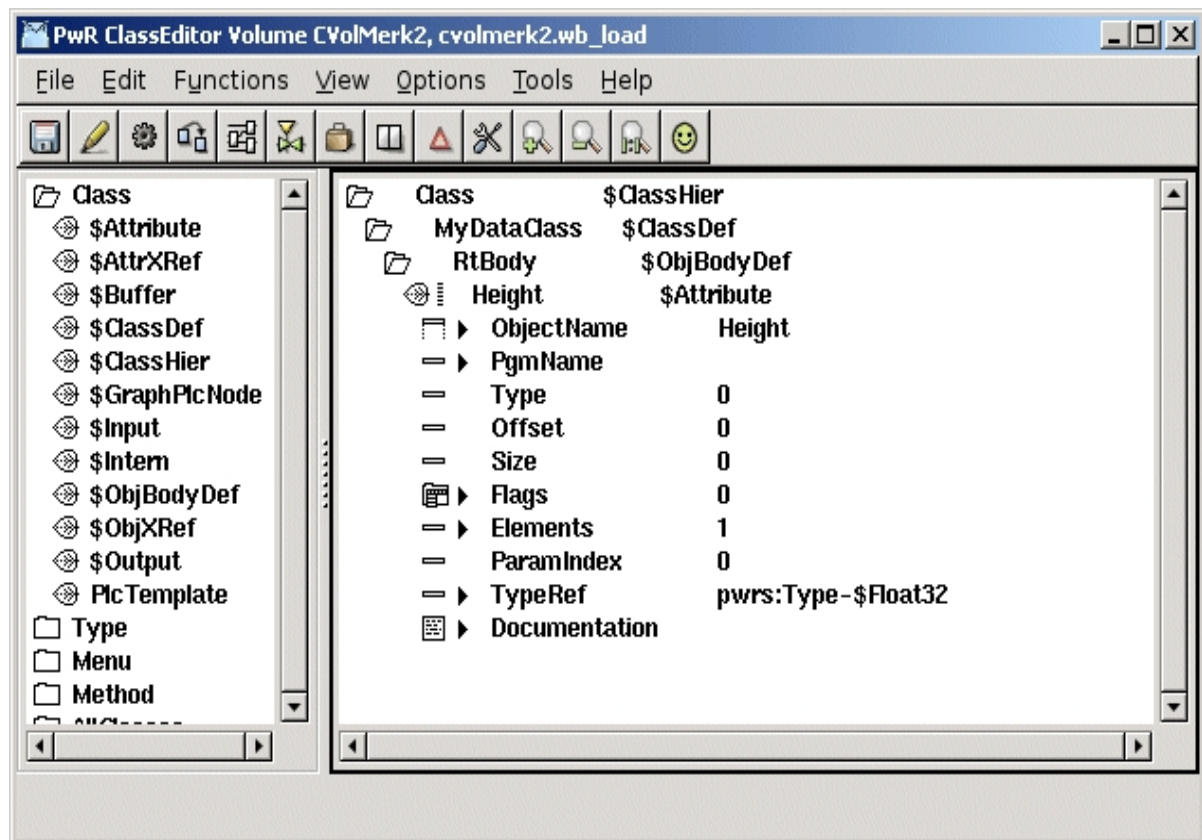 PwR ClassEditor Volume CVolMerk2, cvolmerk2.wb_load
File Edit Functions View Options Tools Help
Class
$Attribute
$AttrXRef
$Buffer
$ClassDef
$ClassHier
$GraphPlcNode
$Input
$Intern
$ObjBodyDef
$ObjXRef
$Output
PlcTemplate
Type
Menu
Method
Class $ClassHier
MyDataClass $ClassDef
RtBody $ObjBodyDef
Height $Attribute
ObjectName Height
PgmName
Type 0
Offset 0
Size 0
Flags 0
Elements 1
ParamIndex 0
TypeRef pwrs:Type-$Float32
Documentation